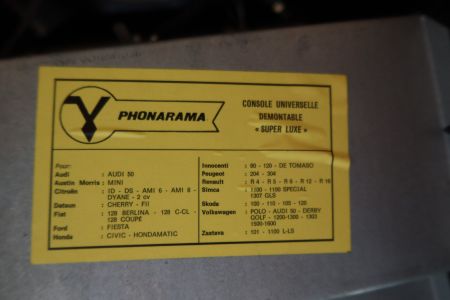 PHONARAMA
CONSOLE UNIVERSELLE
DEMONTABLE
« SUPER LUXE »
Pour:
Audi : AUDI 50
Austin Morris : MINI
Citroën : ID - DS - AMI 6 - AMI 8 -
DYANE - 2 cv
Datsun : CHERRY - FII
Fiat : 128 BERLINA - 128 C-CL -
128 COUPE
Ford : FIESTA
Honda : CIVIC - HONDAMATIC
Innocenti : 90 - 120 - DE TOMASO
Peugeot : 204 - 304
Renault : R 4 - R 5 - R 6 - R 12 - R 16
Simca : 1100 - 1100 SPECIAL
1307 GLS
Skoda : 100 - 110 - 105 - 120
Volkswagen : POLO - AUDI 50 - DERBY
GOLF - 1200-1300 - 1303
1500-1600
Zastava : 101 - 1100 L-LS